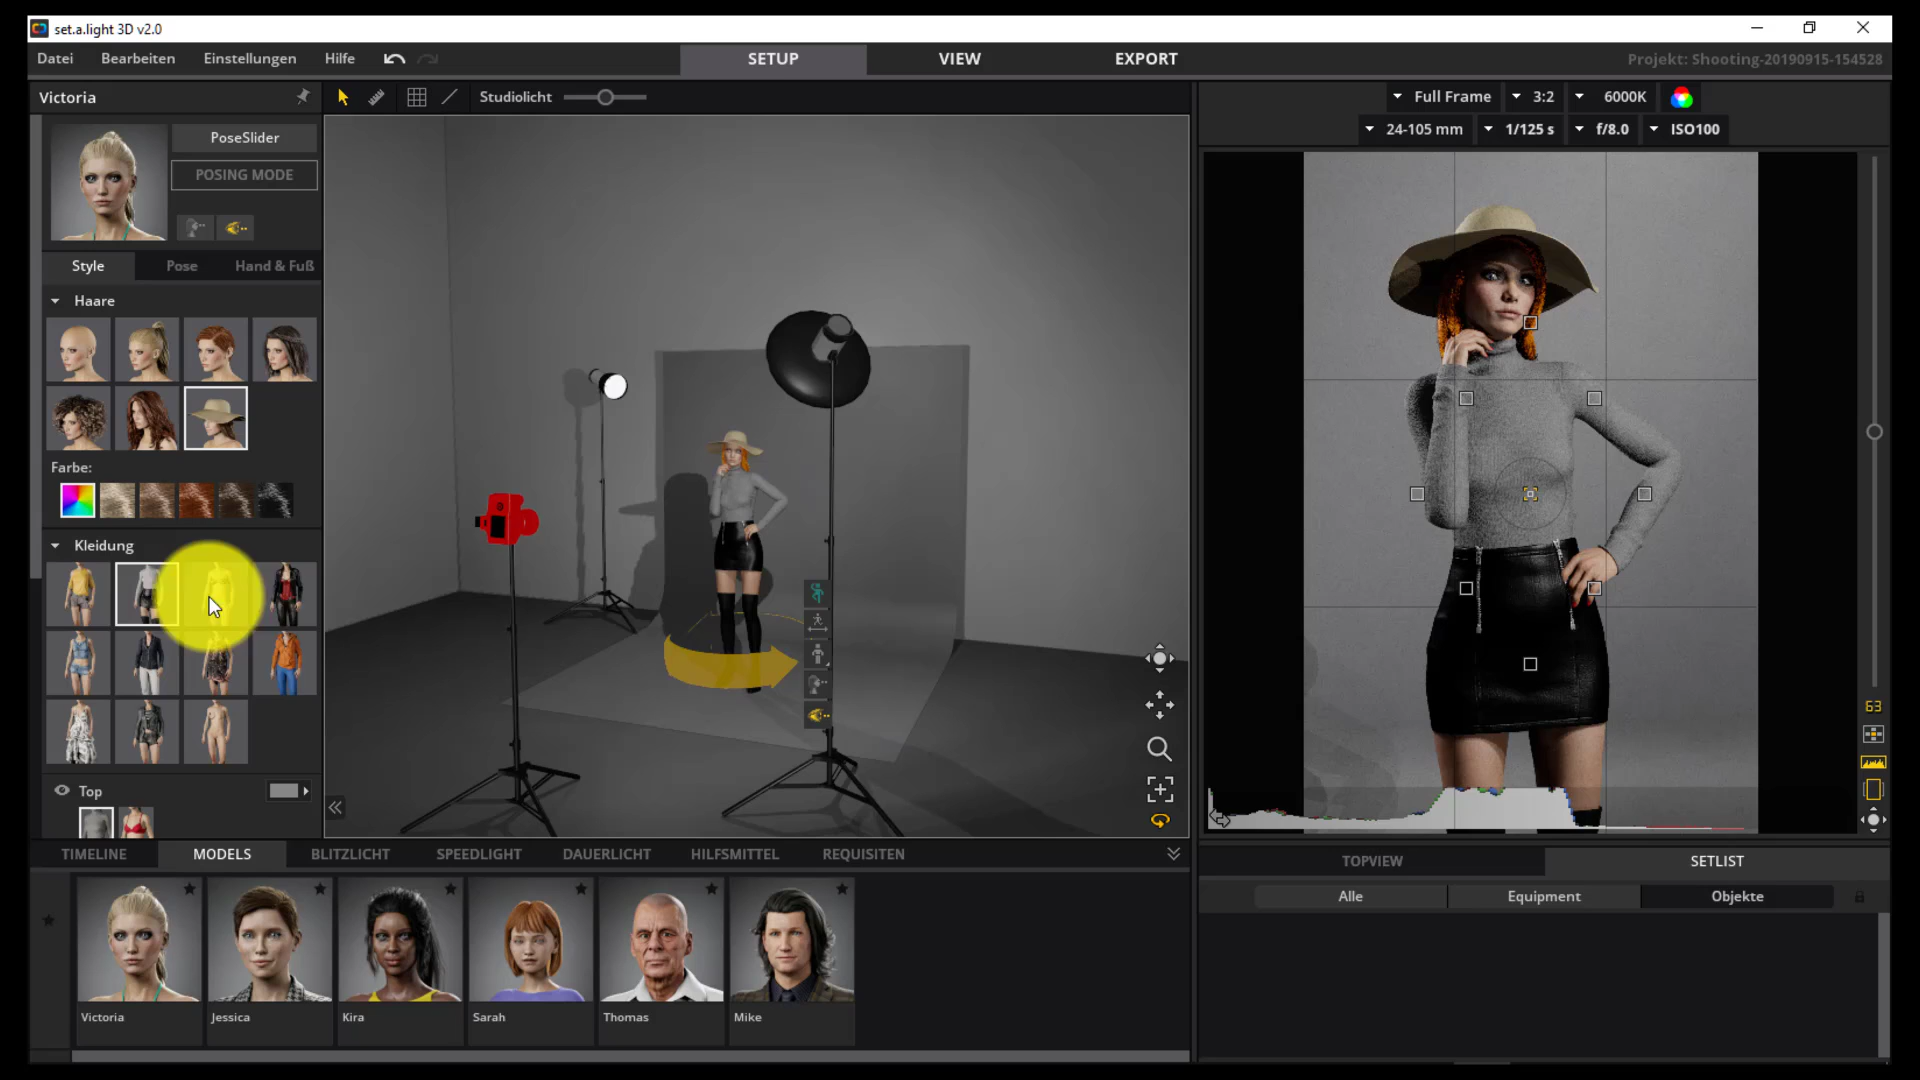 set.a.light 3D v2.0
Datei Bearbeiten Einstellungen Hilfe SETUP VIEW EXPORT Projekt: Shooting-20190915-154528
Victoria
Studiolicht
Full Frame 3:2 6000K
24-105 mm 1/125 s f/8.0 ISO100
PoseSlider
POSING MODE
Style Pose Hand & Fuß
Haare
Farbe:
Kleidung
63
Top
TIMELINE MODELS BLITZLICHT SPEEDLIGHT DAUERLICHT HILFSMITTEL REQUISITEN
TOPVIEW SETLIST
Alle Equipment Objekte
Victoria Jessica Kira Sarah Thomas Mike